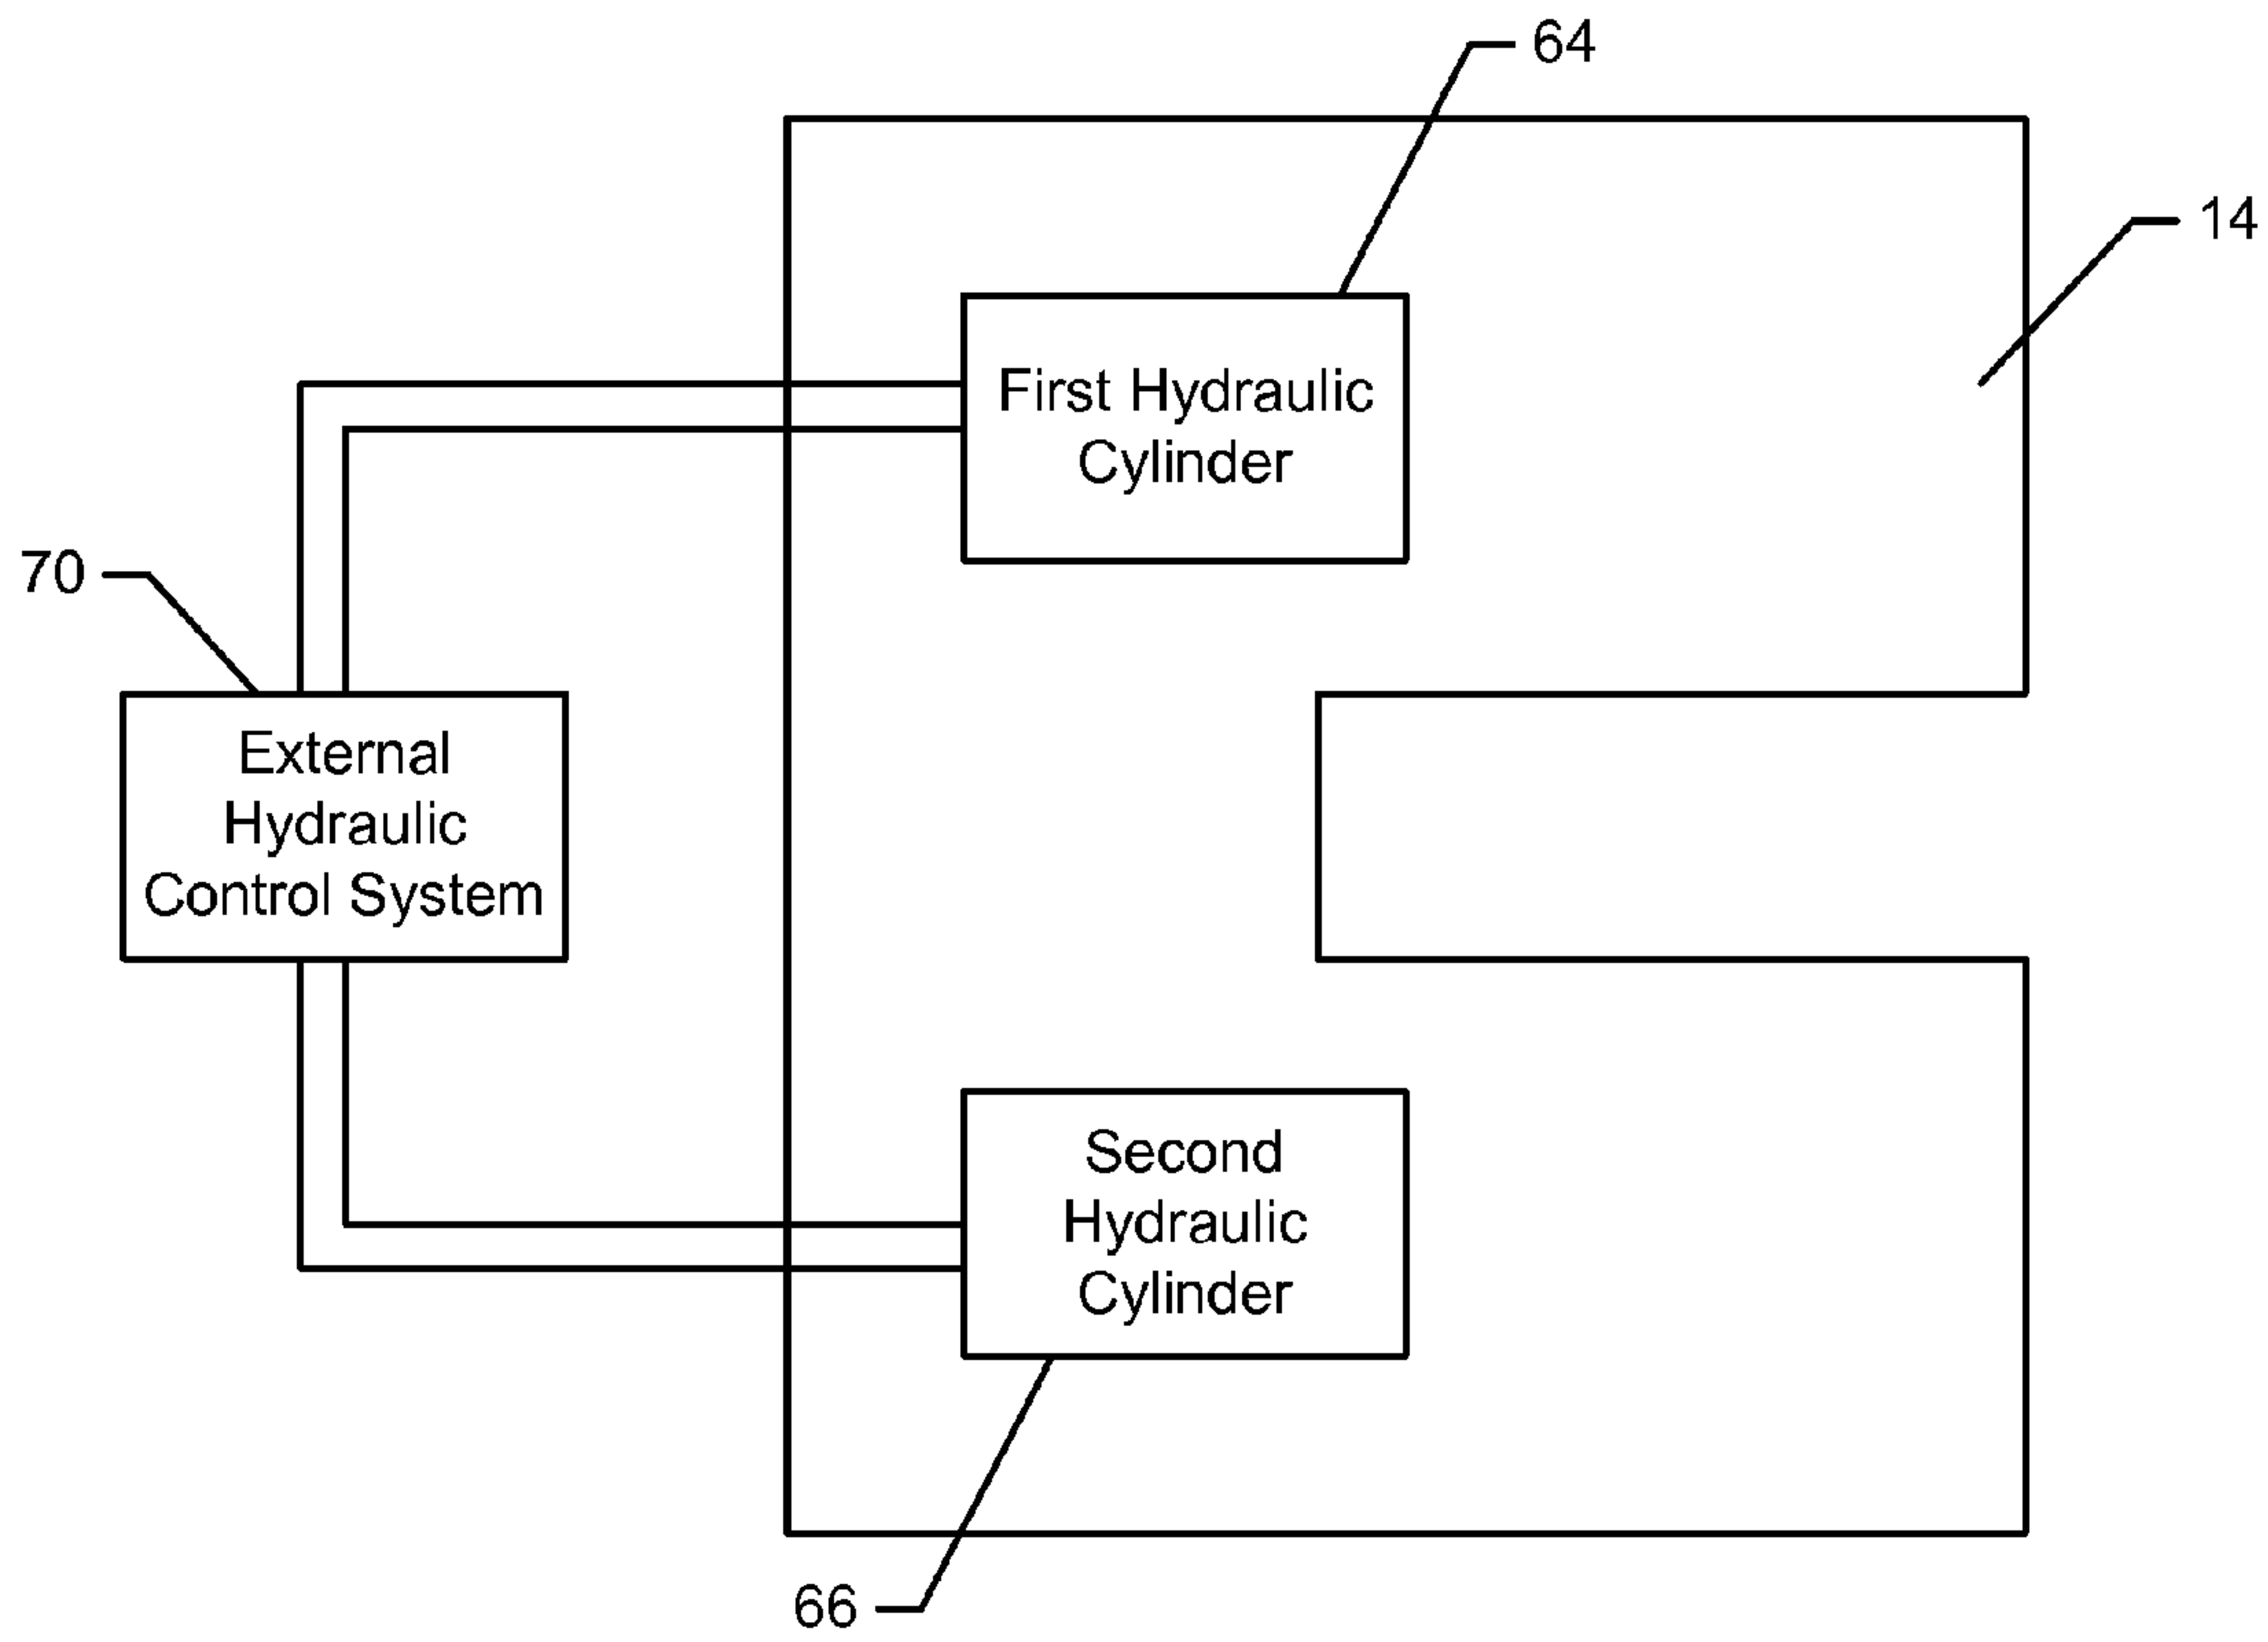 64
14
First Hydraulic
Cylinder
70
External
Hydraulic
Control System
Second
Hydraulic
Cylinder
66